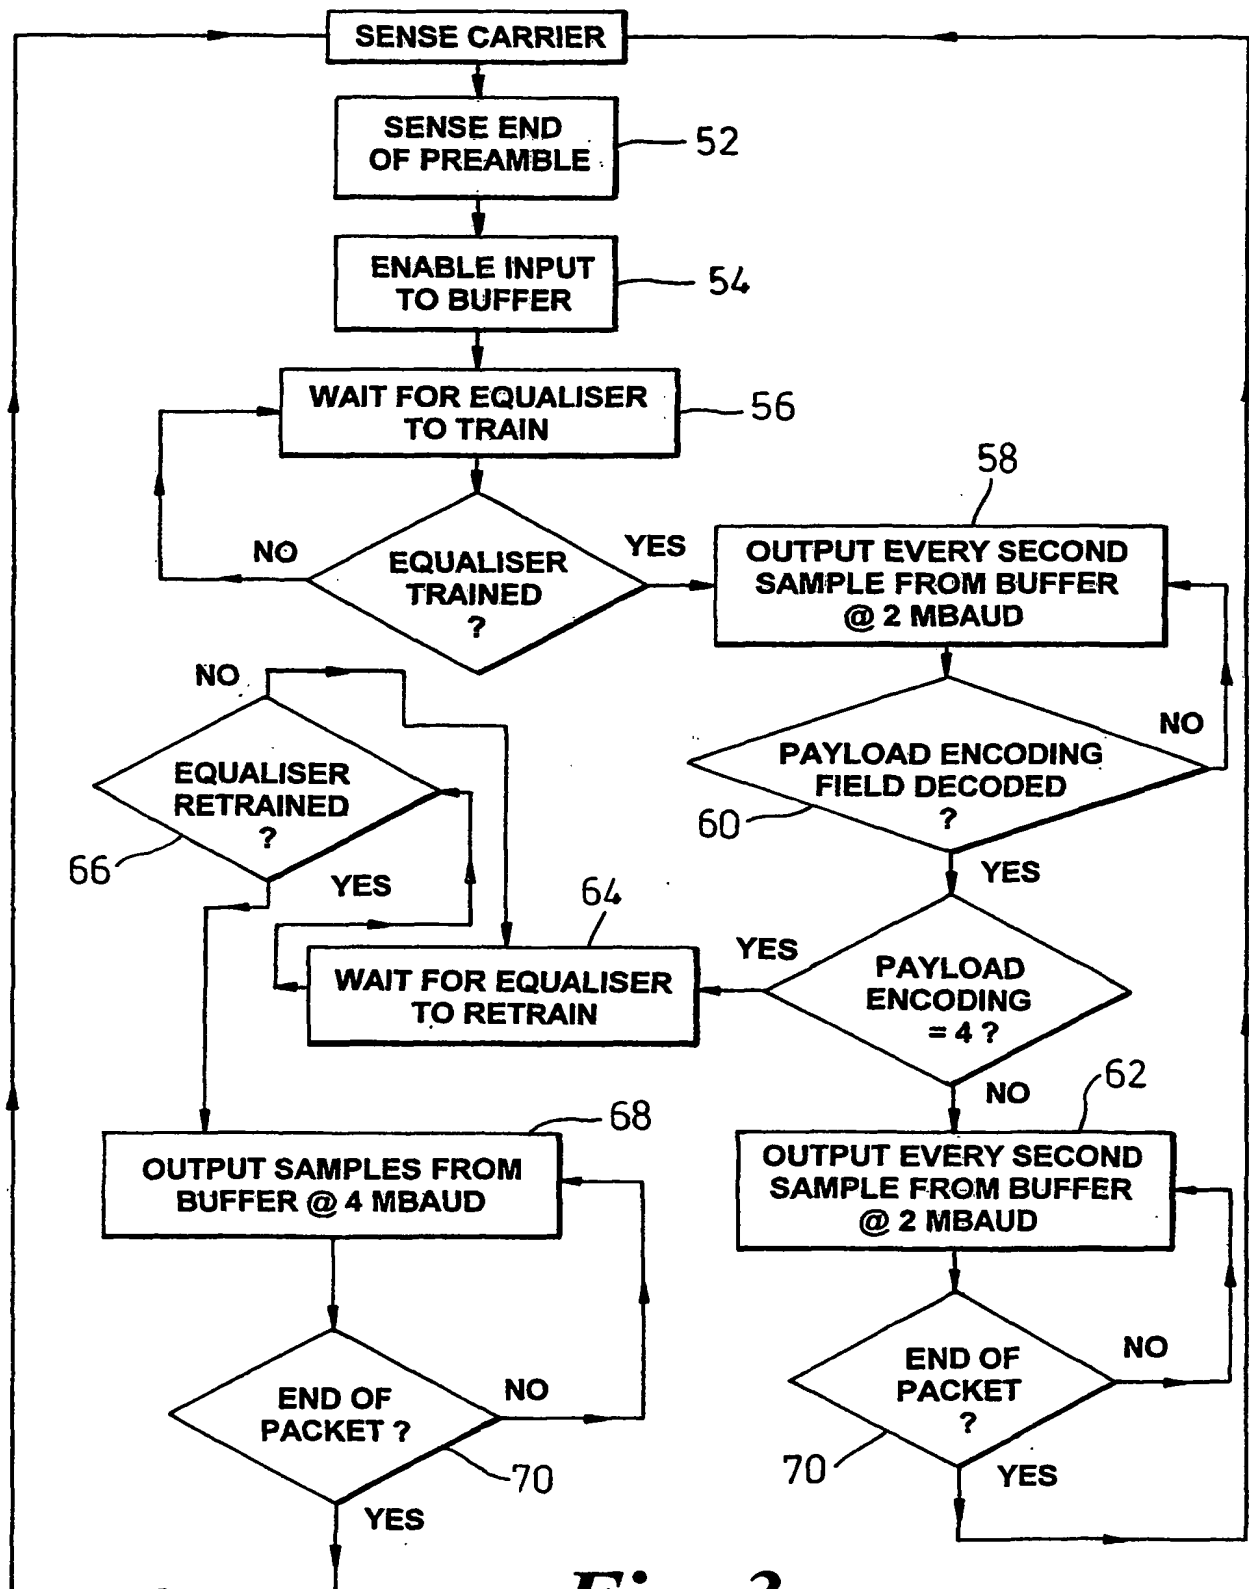 SENSE CARRIER
SENSE END
OF PREAMBLE
52
ENABLE INPUT
TO BUFFER
54
WAIT FOR EQUALISER
TO TRAIN
56
EQUALISER
TRAINED
?
NO
YES
58
OUTPUT EVERY SECOND
SAMPLE FROM BUFFER
@ 2 MBAUD
PAYLOAD ENCODING
FIELD DECODED
?
NO
60
YES
NO
EQUALISER
RETRAINED
?
66
YES
64
WAIT FOR EQUALISER
TO RETRAIN
YES
PAYLOAD
ENCODING
= 4 ?
NO
62
68
OUTPUT SAMPLES FROM
BUFFER @ 4 MBAUD
OUTPUT EVERY SECOND
SAMPLE FROM BUFFER
@ 2 MBAUD
END OF
PACKET ?
NO
70
YES
END OF
PACKET
?
NO
70
YES